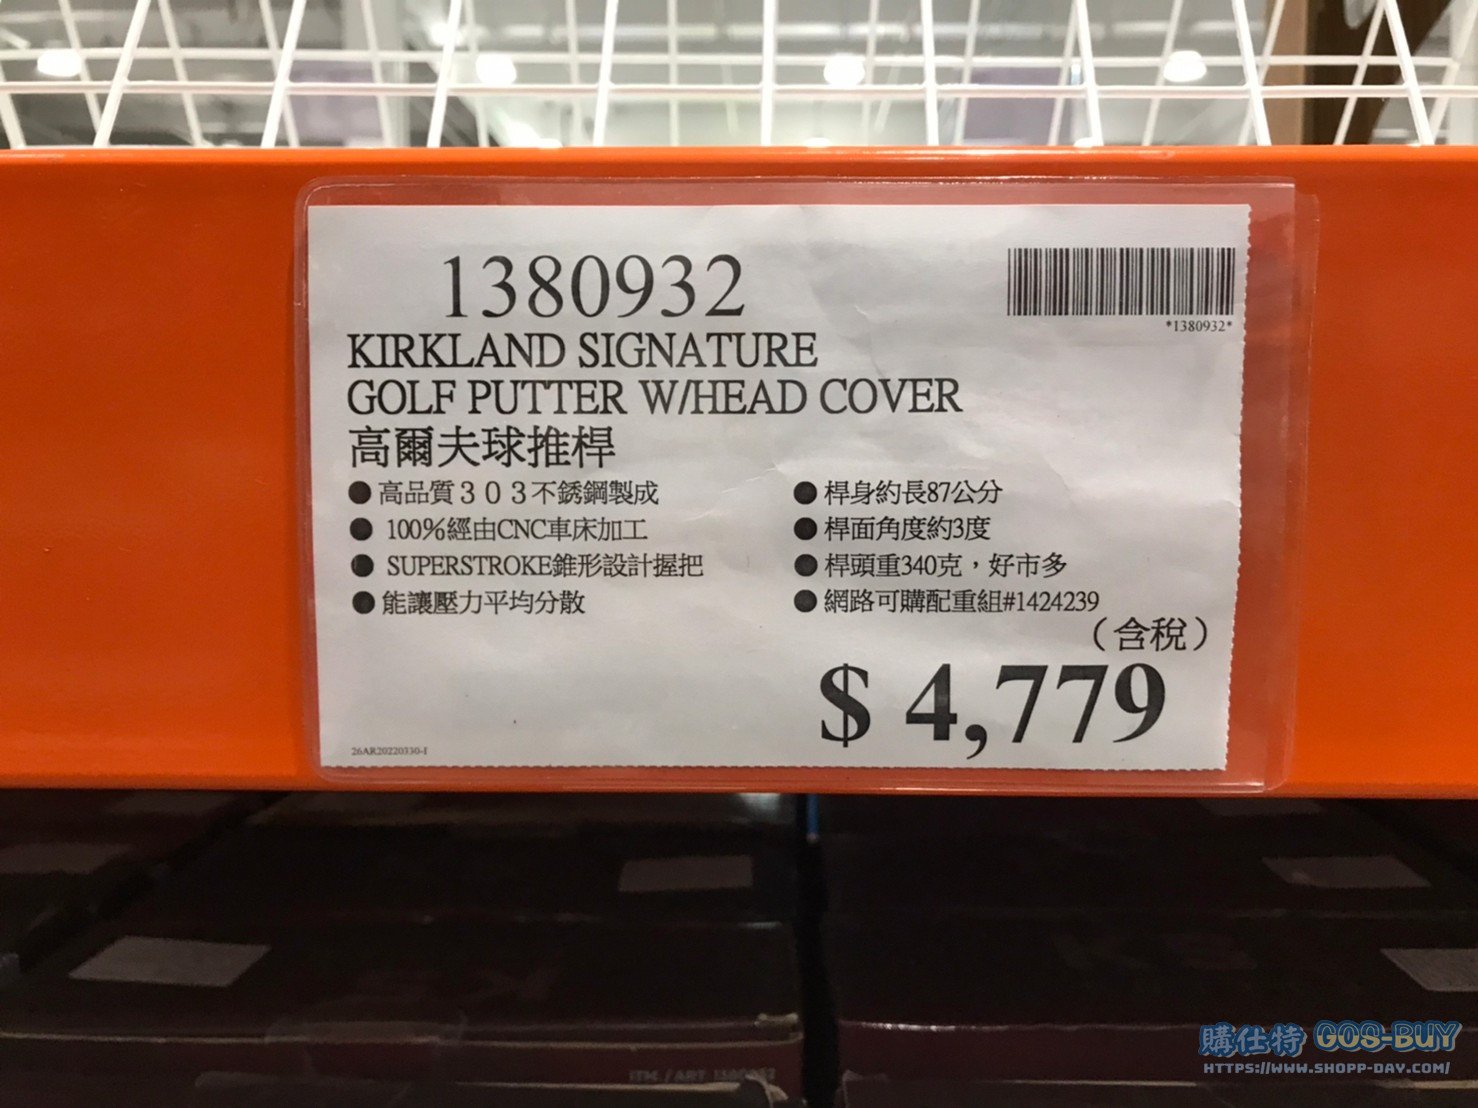 1380932
*1380932*
KIRKLAND SIGNATURE
GOLF PUTTER W/HEAD COVER
高爾夫球推桿
●高品質３０３不銹鋼製成
● 100%經由CNC車床加工
● SUPERSTROKE錐形設計握把
●能讓壓力平均分散
●桿身約長87公分
●桿面角度約3度
●桿頭重340克，好市多
●網路可購配重組#1424239
（含稅）
$ 4,779
26AR20220330-1
ITM. / ART. 1380932
購仕特 GOS-BUY
HTTPS://WWW.SHOPP-DAY.COM/